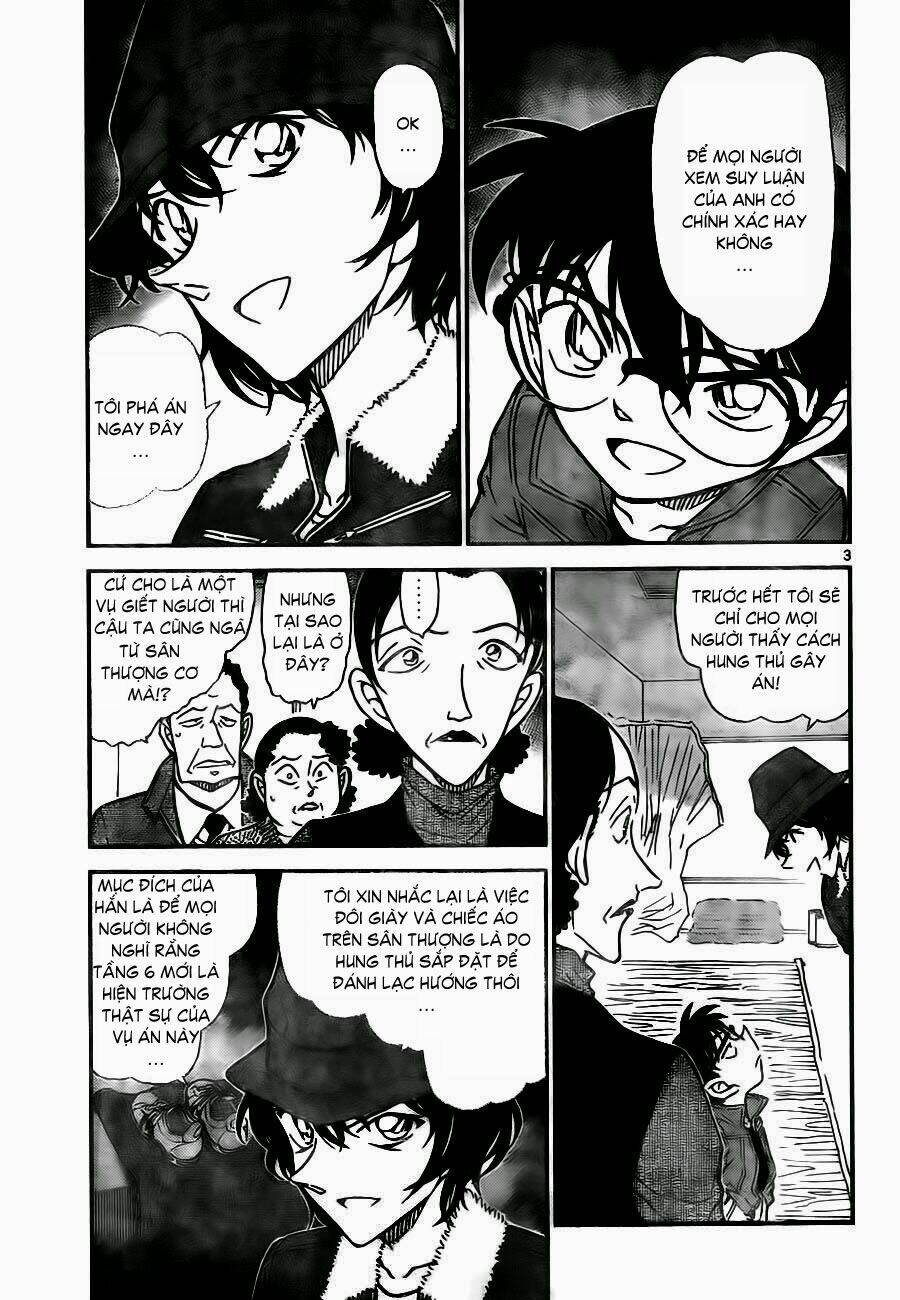 ĐỂ MỌI NGƯỜI
XEM SUY LUẬN
CỦA ANH CÓ
CHÍNH XÁC HAY
KHÔNG
...
OK
...
TÔI PHÁ ÁN
NGAY ĐÂY
...
3
TRƯỚC HẾT TÔI SẼ
CHỈ CHO MỌI
NGƯỜI THẤY CÁCH
HUNG THỦ GÂY
ÁN!
......
NHƯNG
TẠI SAO
LẠI LÀ Ở
ĐÂY?
CỨ CHO LÀ MỘT
VỤ GIẾT NGƯỜI THÌ
CẬU TA CŨNG NGÃ
TỪ SÂN
THƯỢNG CƠ
MÀ!?
TÔI XIN NHẮC LẠI LÀ VIỆC
ĐÔI GIÀY VÀ CHIẾC ÁO
TRÊN SÂN THƯỢNG LÀ DO
HUNG THỦ SẮP ĐẶT ĐỂ
ĐÁNH LẠC HƯỚNG THÔI
...
MỤC ĐÍCH CỦA
HẮN LÀ ĐỂ MỌI
NGƯỜI KHÔNG
NGHĨ RẰNG
TẦNG 6 MỚI LÀ
HIỆN TRƯỜNG
THẬT SỰ CỦA
VỤ ÁN NÀY
...